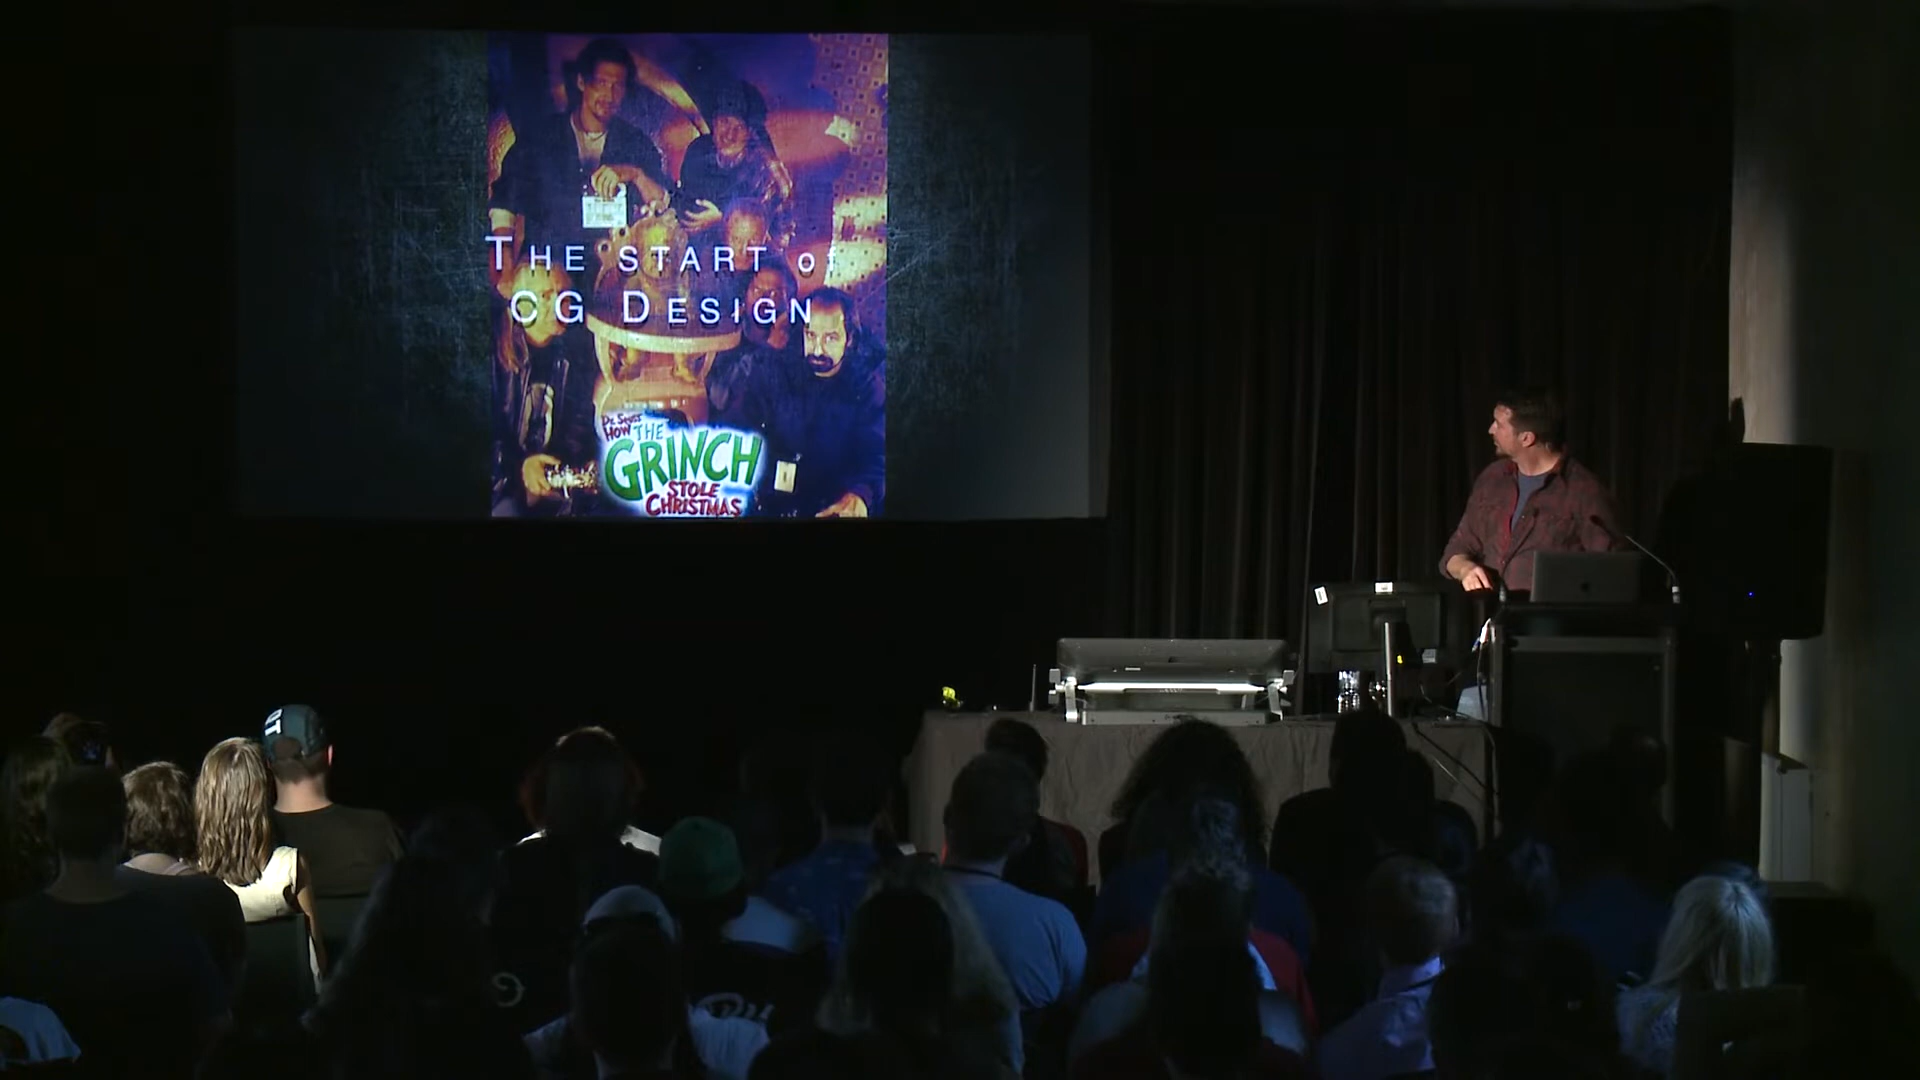 THE START of
CG DESIGN
DR. SEUSS'
HOW THE
GRINCH
STOLE
CHRISTMAS